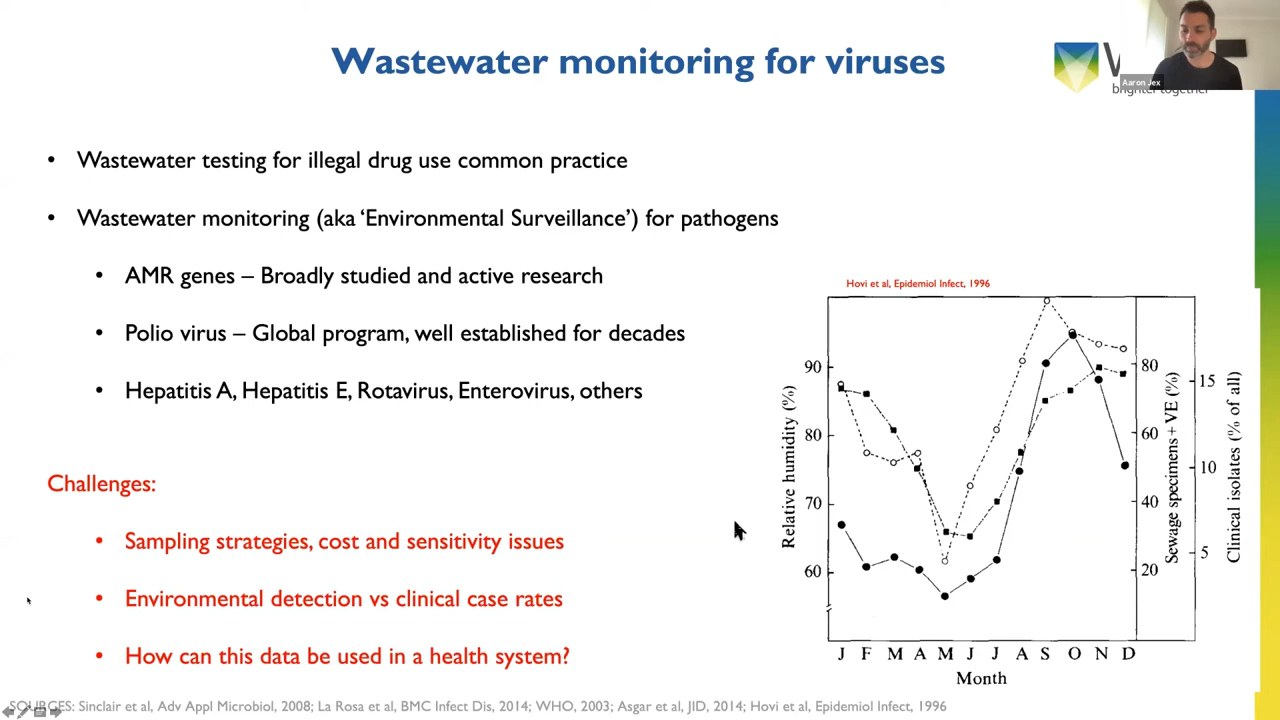 Wastewater monitoring for viruses
V
Aaron Jex
brighter together
• Wastewater testing for illegal drug use common practice
• Wastewater monitoring (aka ‘Environmental Surveillance’) for pathogens
• AMR genes – Broadly studied and active research
• Polio virus – Global program, well established for decades
• Hepatitis A, Hepatitis E, Rotavirus, Enterovirus, others
Challenges:
• Sampling strategies, cost and sensitivity issues
• Environmental detection vs clinical case rates
• How can this data be used in a health system?
Hovi et al, Epidemiol Infect, 1996
Relative humidity (%)
90
80
70
60
80
60
40
20
Sewage specimens + VE (%)
15
10
5
Clinical isolates (% of all)
J F M A M J J A S O N D
Month
SOURCES: Sinclair et al, Adv Appl Microbiol, 2008; La Rosa et al, BMC Infect Dis, 2014; WHO, 2003; Asgar et al, JID, 2014; Hovi et al, Epidemiol Infect, 1996